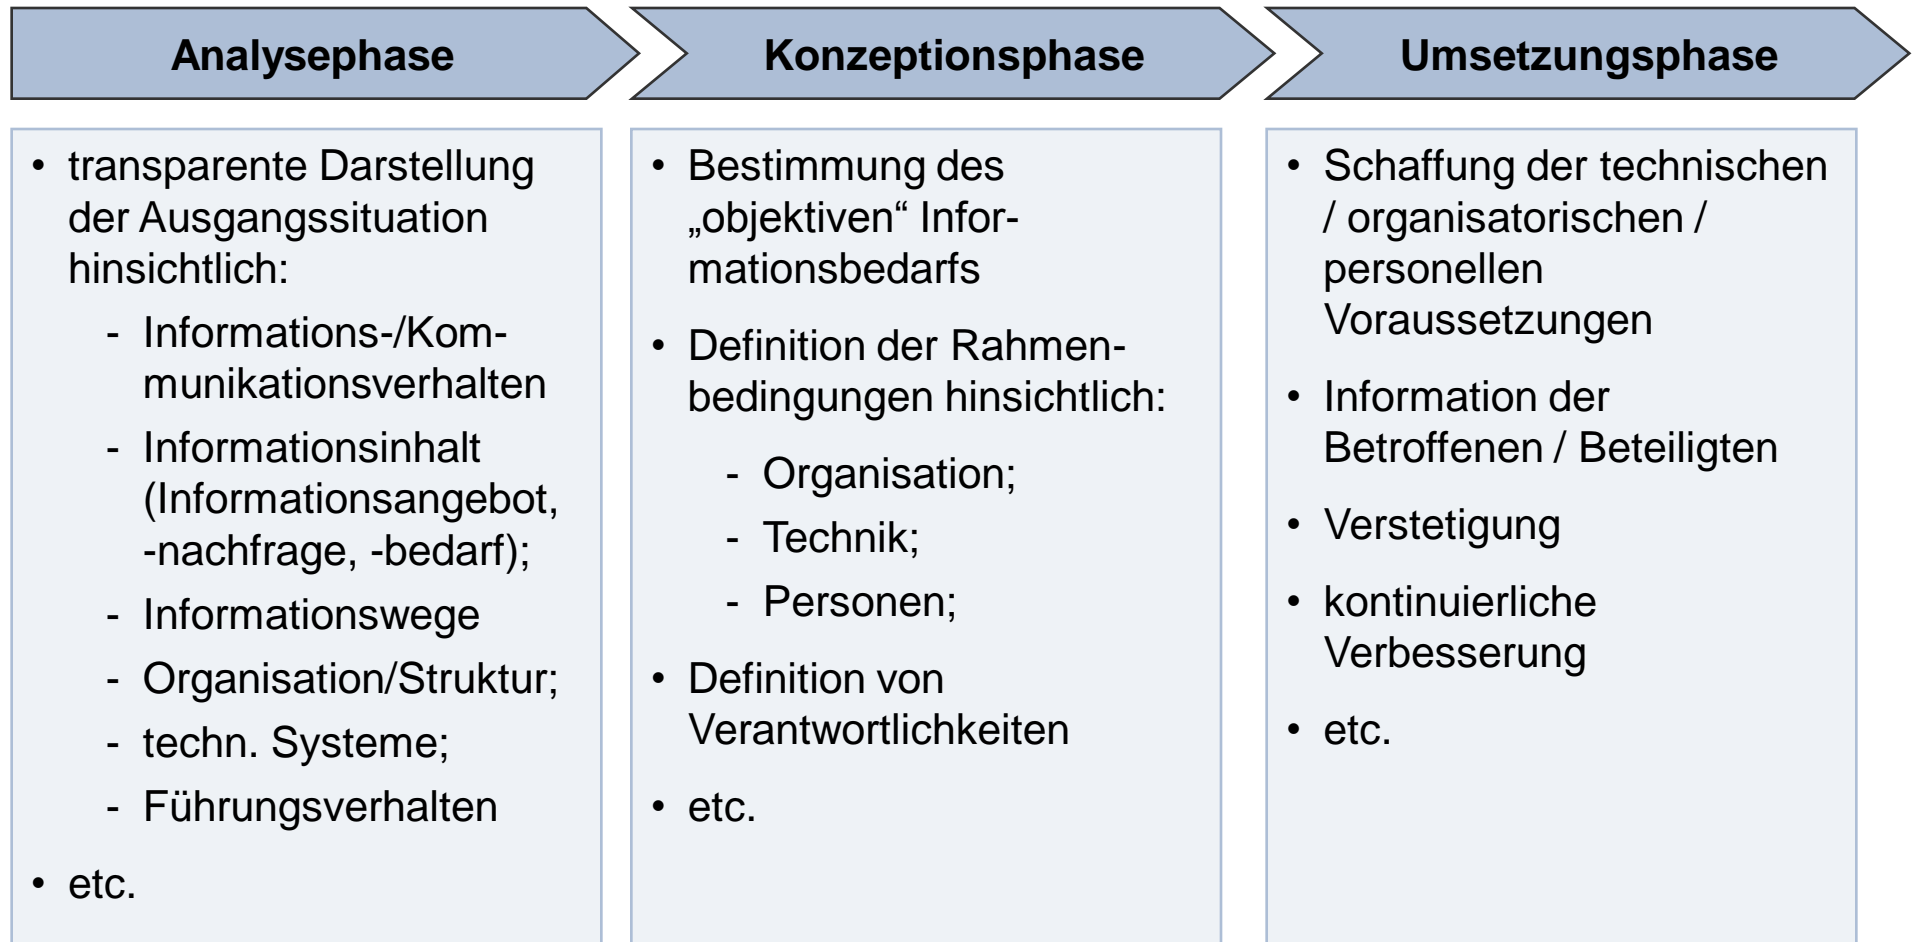 Analysephase
Konzeptionsphase
Umsetzungsphase
• transparente Darstellung
der Ausgangssituation
hinsichtlich:
- Informations-/Kom-
munikationsverhalten
- Informationsinhalt
(Informationsangebot,
-nachfrage, -bedarf);
- Informationswege
- Organisation/Struktur;
- techn. Systeme;
- Führungsverhalten
• etc.
• Bestimmung des
„objektiven“ Infor-
mationsbedarfs
• Definition der Rahmen-
bedingungen hinsichtlich:
- Organisation;
- Technik;
- Personen;
• Definition von
Verantwortlichkeiten
• etc.
• Schaffung der technischen
/ organisatorischen /
personellen
Voraussetzungen
• Information der
Betroffenen / Beteiligten
• Verstetigung
• kontinuierliche
Verbesserung
• etc.